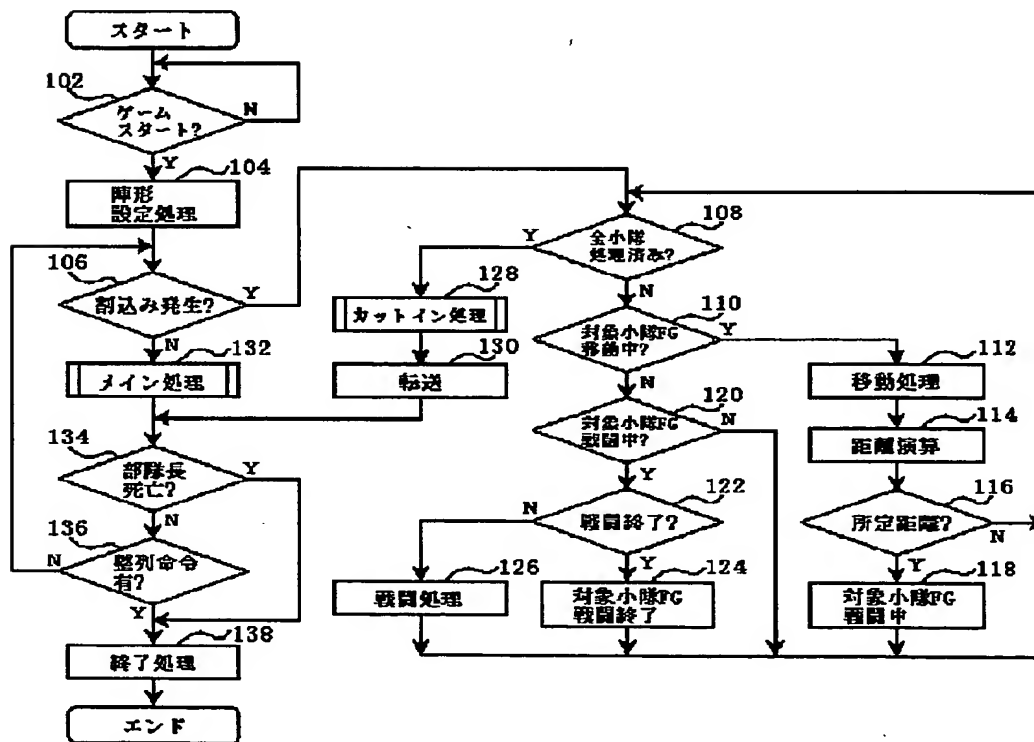 スタート
102
ゲーム
スタート?
N
Y
104
陣形
設定処理
106
割込み発生?
Y
N
132
メイン処理
134
部隊長
死亡?
Y
N
136
整列命令
有?
N
Y
138
終了処理
エンド
108
全小隊
処理済み?
Y
N
128
カットイン処理
130
転送
110
対象小隊FG
移動中?
Y
N
112
移動処理
114
距離演算
116
所定距離?
N
Y
118
対象小隊FG
戦闘中
120
対象小隊FG
戦闘中?
N
Y
122
戦闘終了?
N
Y
124
対象小隊FG
戦闘終了
126
戦闘処理